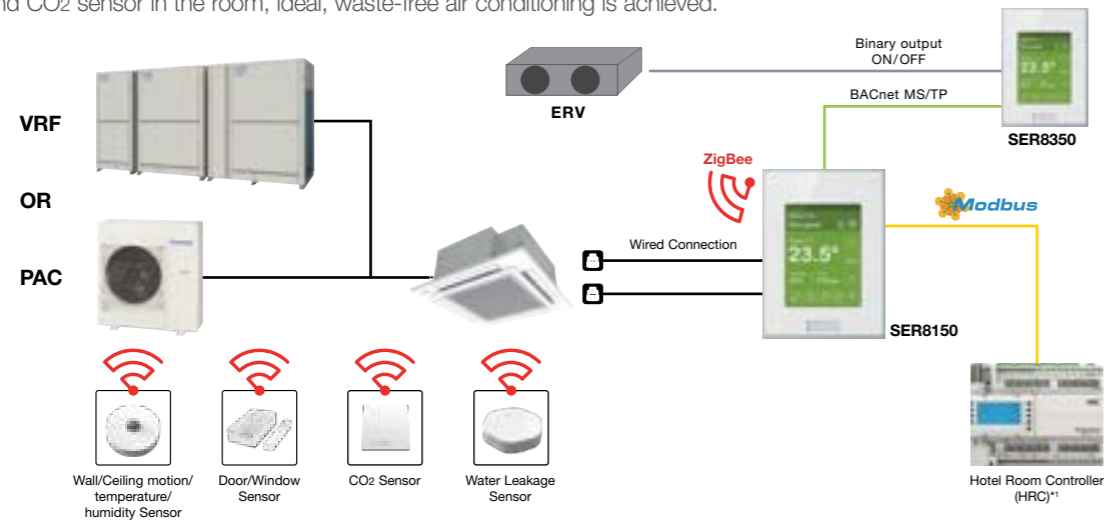 nd CO2 sensor in the room, ideal, waste-free air conditioning is achieved.
Binary output
ON/OFF
23.5°
BACnet MS/TP
ERV
SER8350
VRF
ZigBee
OR
Modbus
Wired Connection
23.5°
PAC
SER8150
Wall/Ceiling motion/
temperature/
humidity Sensor
Door/Window
Sensor
CO2 Sensor
Water Leakage
Sensor
Hotel Room Controller
(HRC)*1